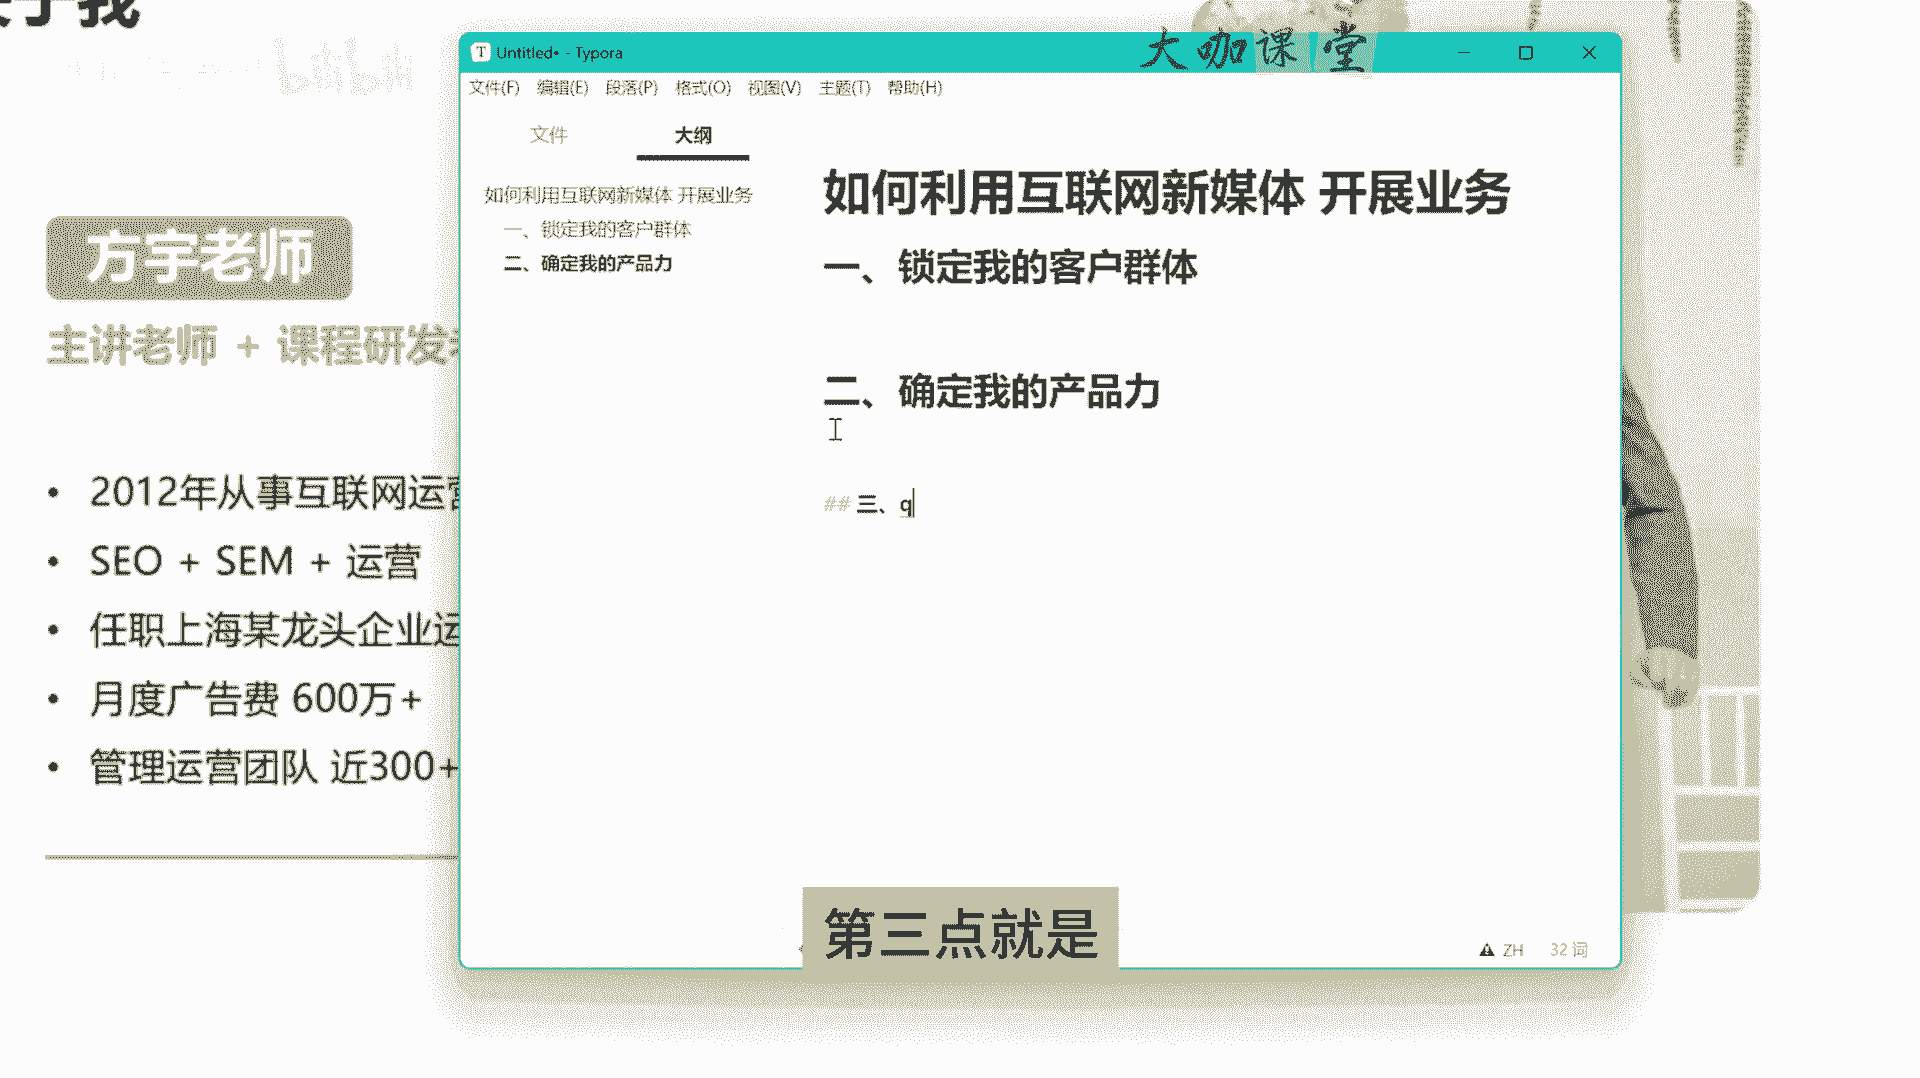 于我
bilibili
方宇老师
主讲老师 + 课程研发
• 2012年从事互联网运营
• SEO + SEM + 运营
• 任职上海某龙头企业运
• 月度广告费 600万+
• 管理运营团队 近300+
Untitled• - Typora
大咖课堂
文件(F) 编辑(E) 段落(P) 格式(O) 视图(V) 主题(T) 帮助(H)
文件 大纲
如何利用互联网新媒体 开展业务
一、锁定我的客户群体
二、确定我的产品力
如何利用互联网新媒体 开展业务
一、锁定我的客户群体
二、确定我的产品力
## 三、q
第三点就是
ZH 32 词